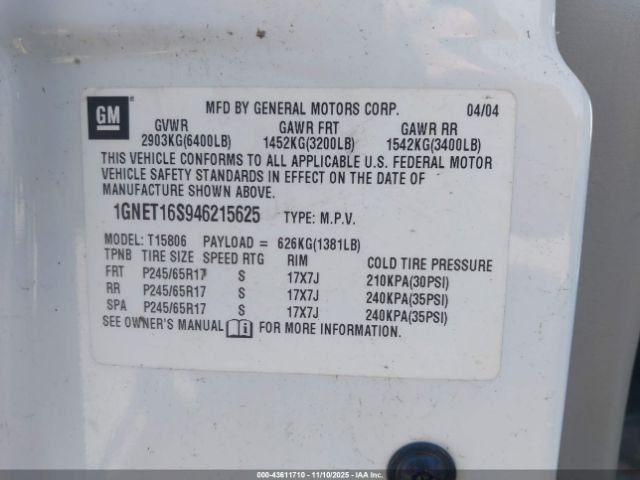 GM
MFD BY GENERAL MOTORS CORP. 04/04
GVWR GAWR FRT GAWR RR
2903KG(6400LB) 1452KG(3200LB) 1542KG(3400LB)
THIS VEHICLE CONFORMS TO ALL APPLICABLE U.S. FEDERAL MOTOR
VEHICLE SAFETY STANDARDS IN EFFECT ON THE DATE OF
MANUFACTURE SHOWN ABOVE.
1GNET16S946215625 TYPE: M.P.V.
MODEL: T15806 PAYLOAD = 626KG(1381LB)
TPNB TIRE SIZE SPEED RTG RIM COLD TIRE PRESSURE
FRT P245/65R17 S 17X7J 210KPA(30PSI)
RR P245/65R17 S 17X7J 240KPA(35PSI)
SPA P245/65R17 S 17X7J 240KPA(35PSI)
SEE OWNER'S MANUAL i FOR MORE INFORMATION.
000-43611710 - 11/10/2025 - IAA Inc.